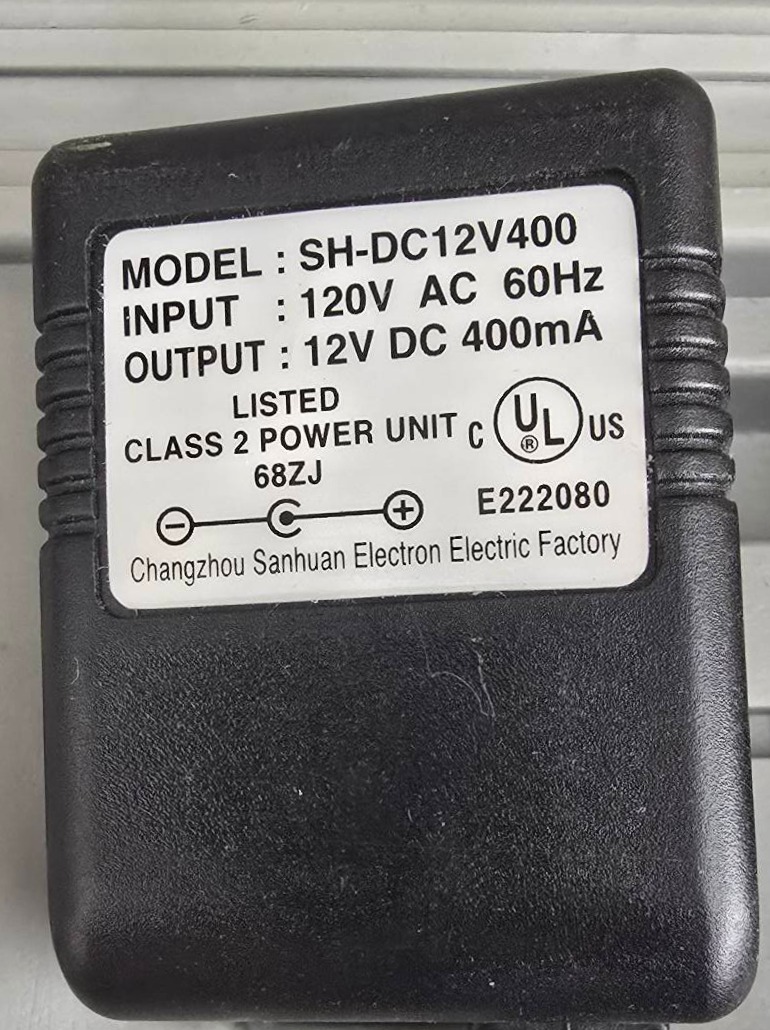 MODEL : SH-DC12V400
INPUT : 120V AC 60Hz
OUTPUT : 12V DC 400mA
LISTED
CLASS 2 POWER UNIT
68ZJ
C UL® US
E222080
Changzhou Sanhuan Electron Electric Factory